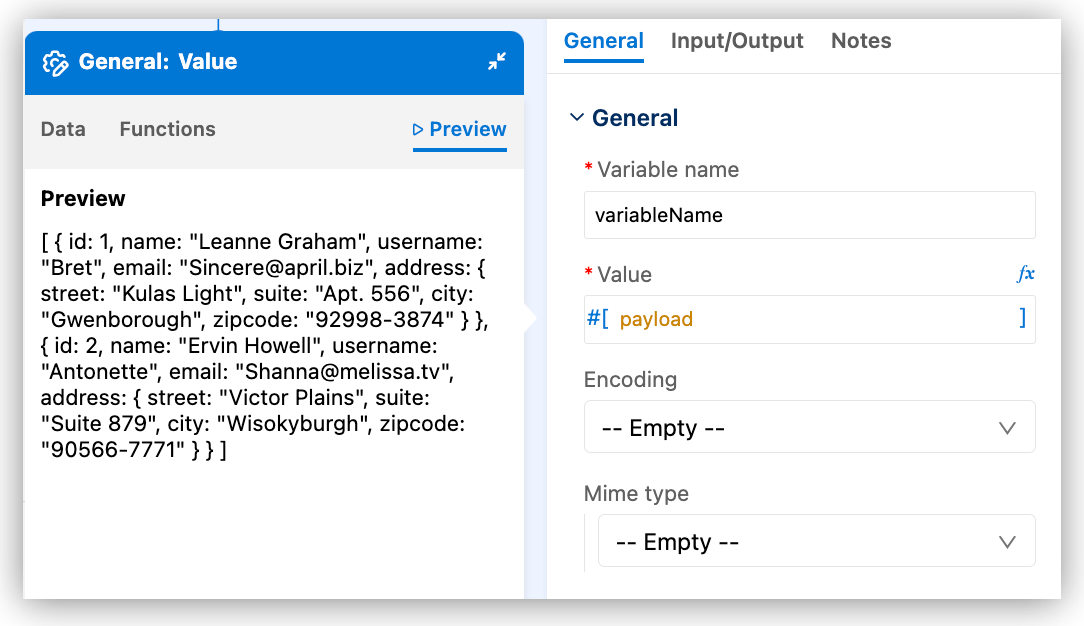 General: Value
Data Functions Preview
Preview
[ { id: 1, name: "Leanne Graham", username:
"Bret", email: "Sincere@april.biz", address: {
street: "Kulas Light", suite: "Apt. 556", city:
"Gwenborough", zipcode: "92998-3874" } },
{ id: 2, name: "Ervin Howell", username:
"Antonette", email: "Shanna@melissa.tv",
address: { street: "Victor Plains", suite:
"Suite 879", city: "Wisokyburgh", zipcode:
"90566-7771" } } ]
General Input/Output Notes
General
* Variable name
variableName
* Value fx
#[ payload ]
Encoding
-- Empty --
Mime type
-- Empty --